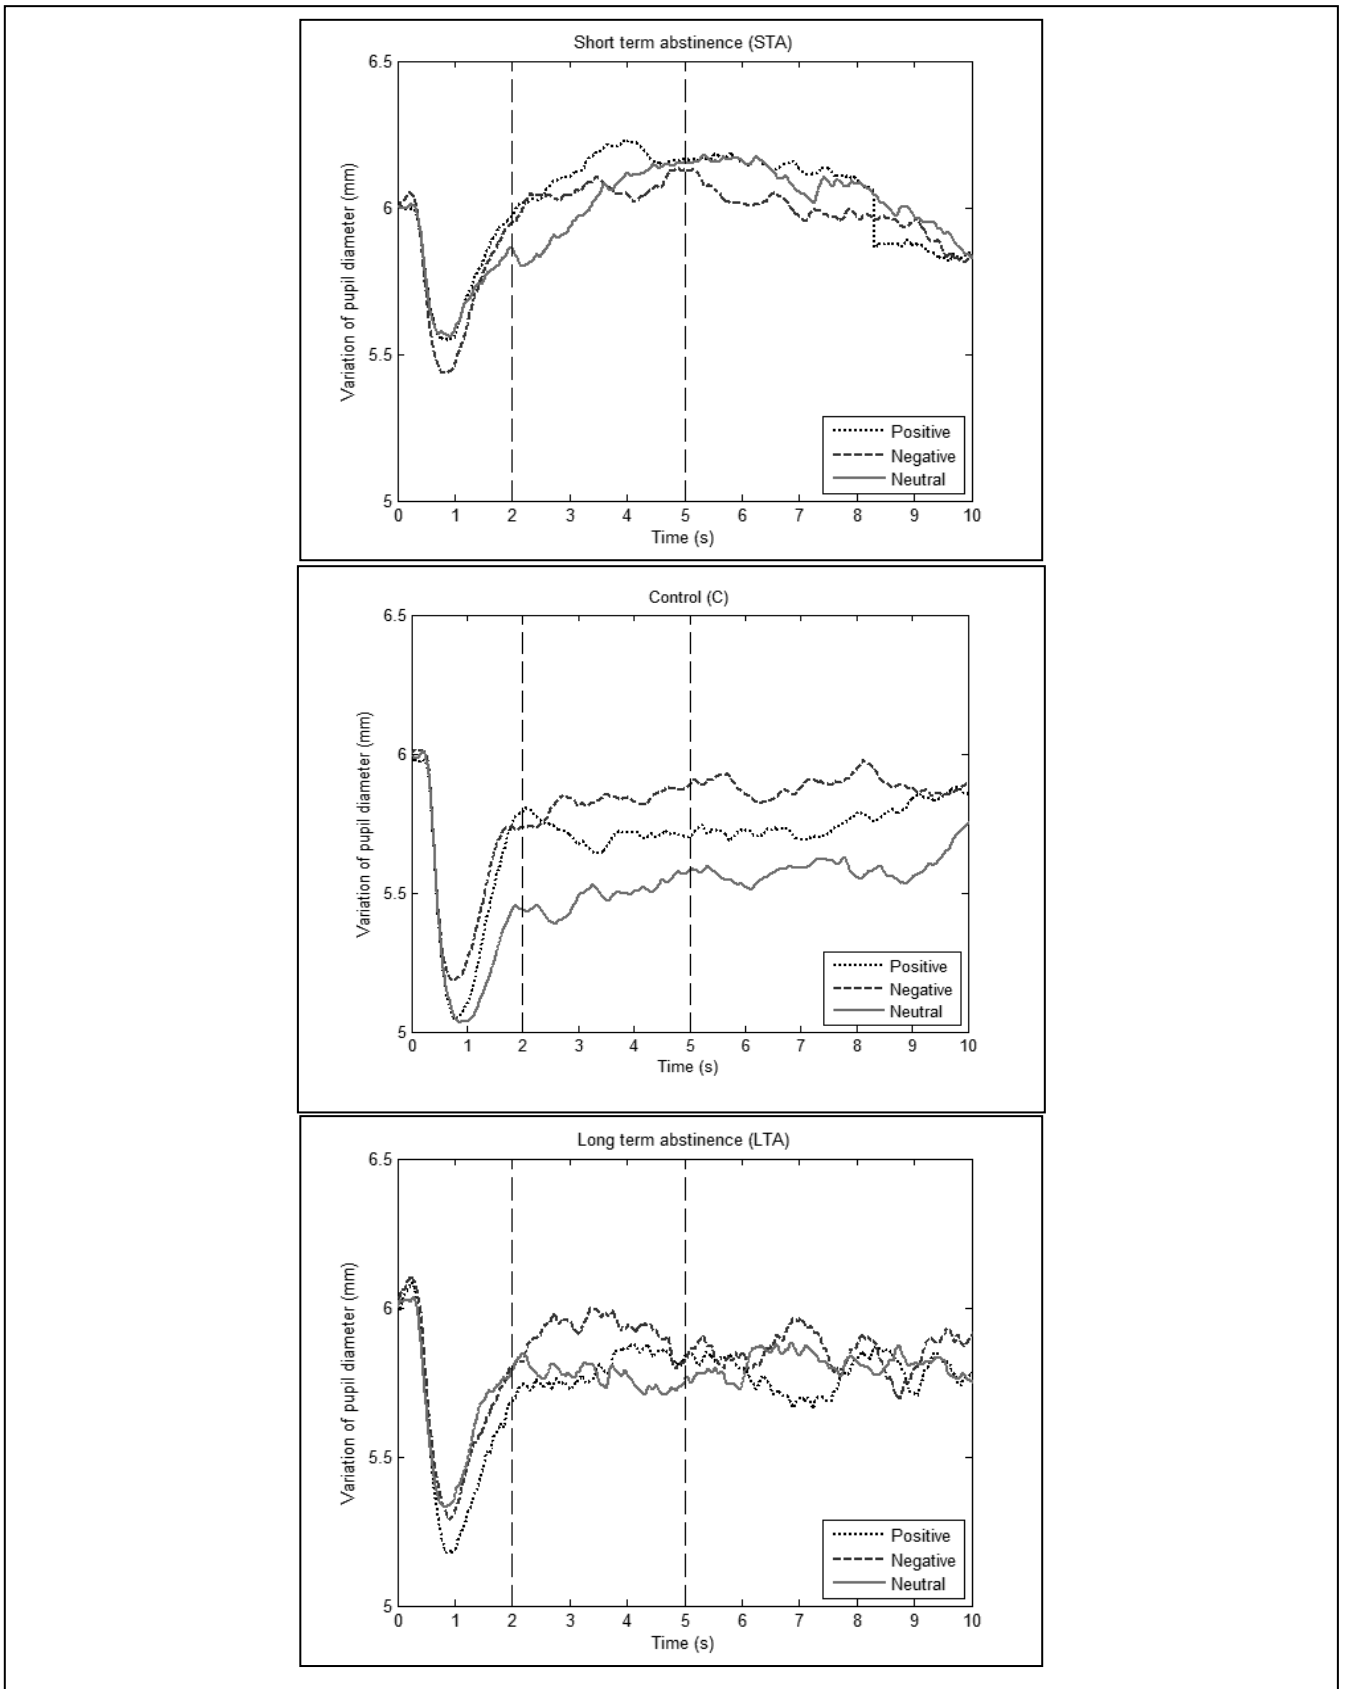 Short term abstinence (STA)
6.5
6
5.5
5
Variation of pupil diameter (mm)
Positive
Negative
Neutral
0 1 2 3 4 5 6 7 8 9 10
Time (s)
Control (C)
6.5
6
5.5
5
Variation of pupil diameter (mm)
Positive
Negative
Neutral
0 1 2 3 4 5 6 7 8 9 10
Time (s)
Long term abstinence (LTA)
6.5
6
5.5
5
Variation of pupil diameter (mm)
Positive
Negative
Neutral
0 1 2 3 4 5 6 7 8 9 10
Time (s)